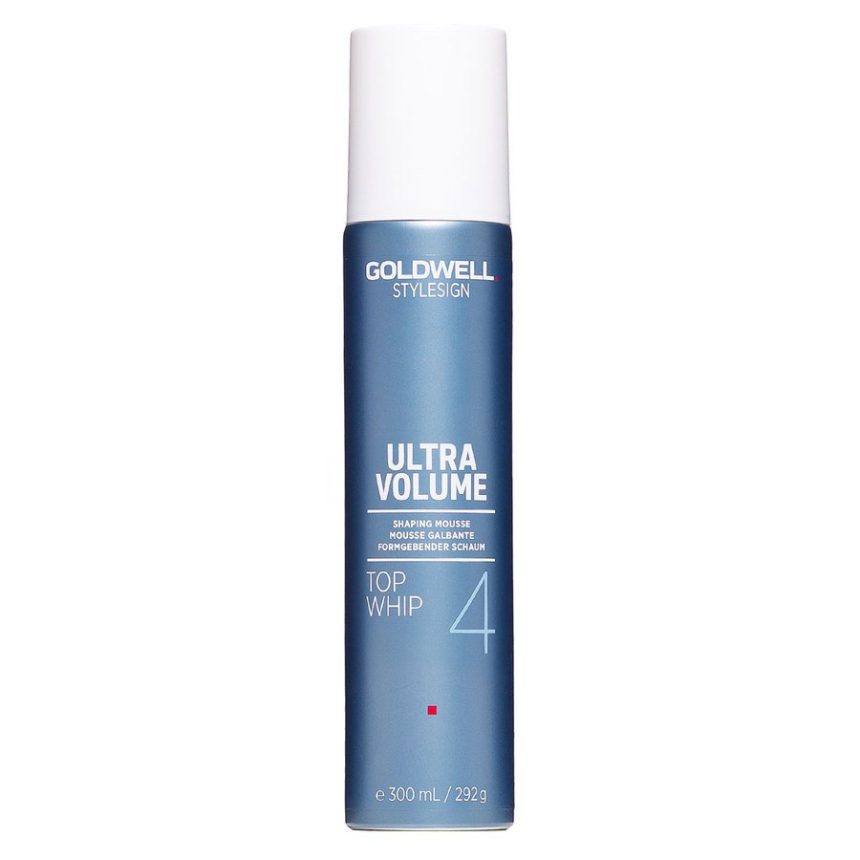 GOLDWELL.
STYLESIGN
ULTRA
VOLUME
SHAPING MOUSSE
MOUSSE GALBANTE
FORMGEBENDER SCHAUM
TOP
WHIP 4
℮ 300 mL / 292g